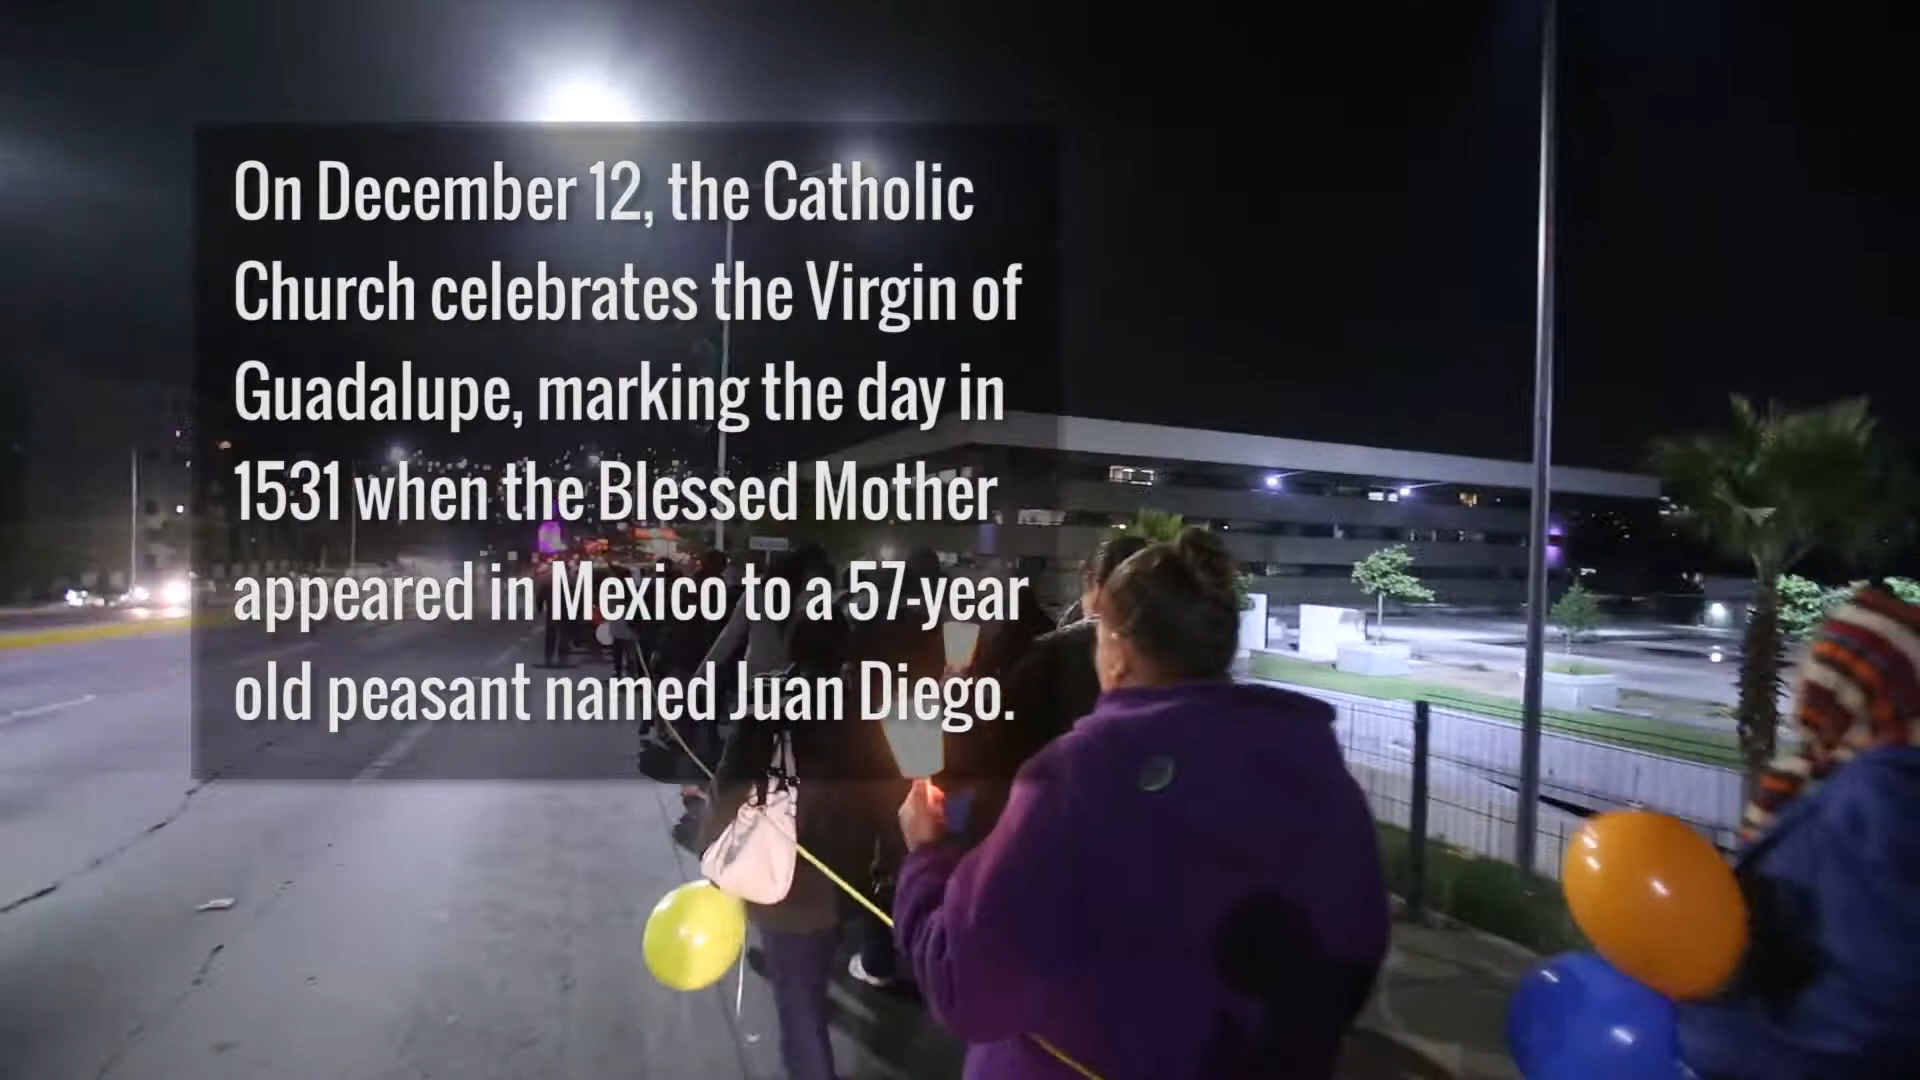 On December 12, the Catholic
Church celebrates the Virgin of
Guadalupe, marking the day in
1531 when the Blessed Mother
appeared in Mexico to a 57-year
old peasant named Juan Diego.